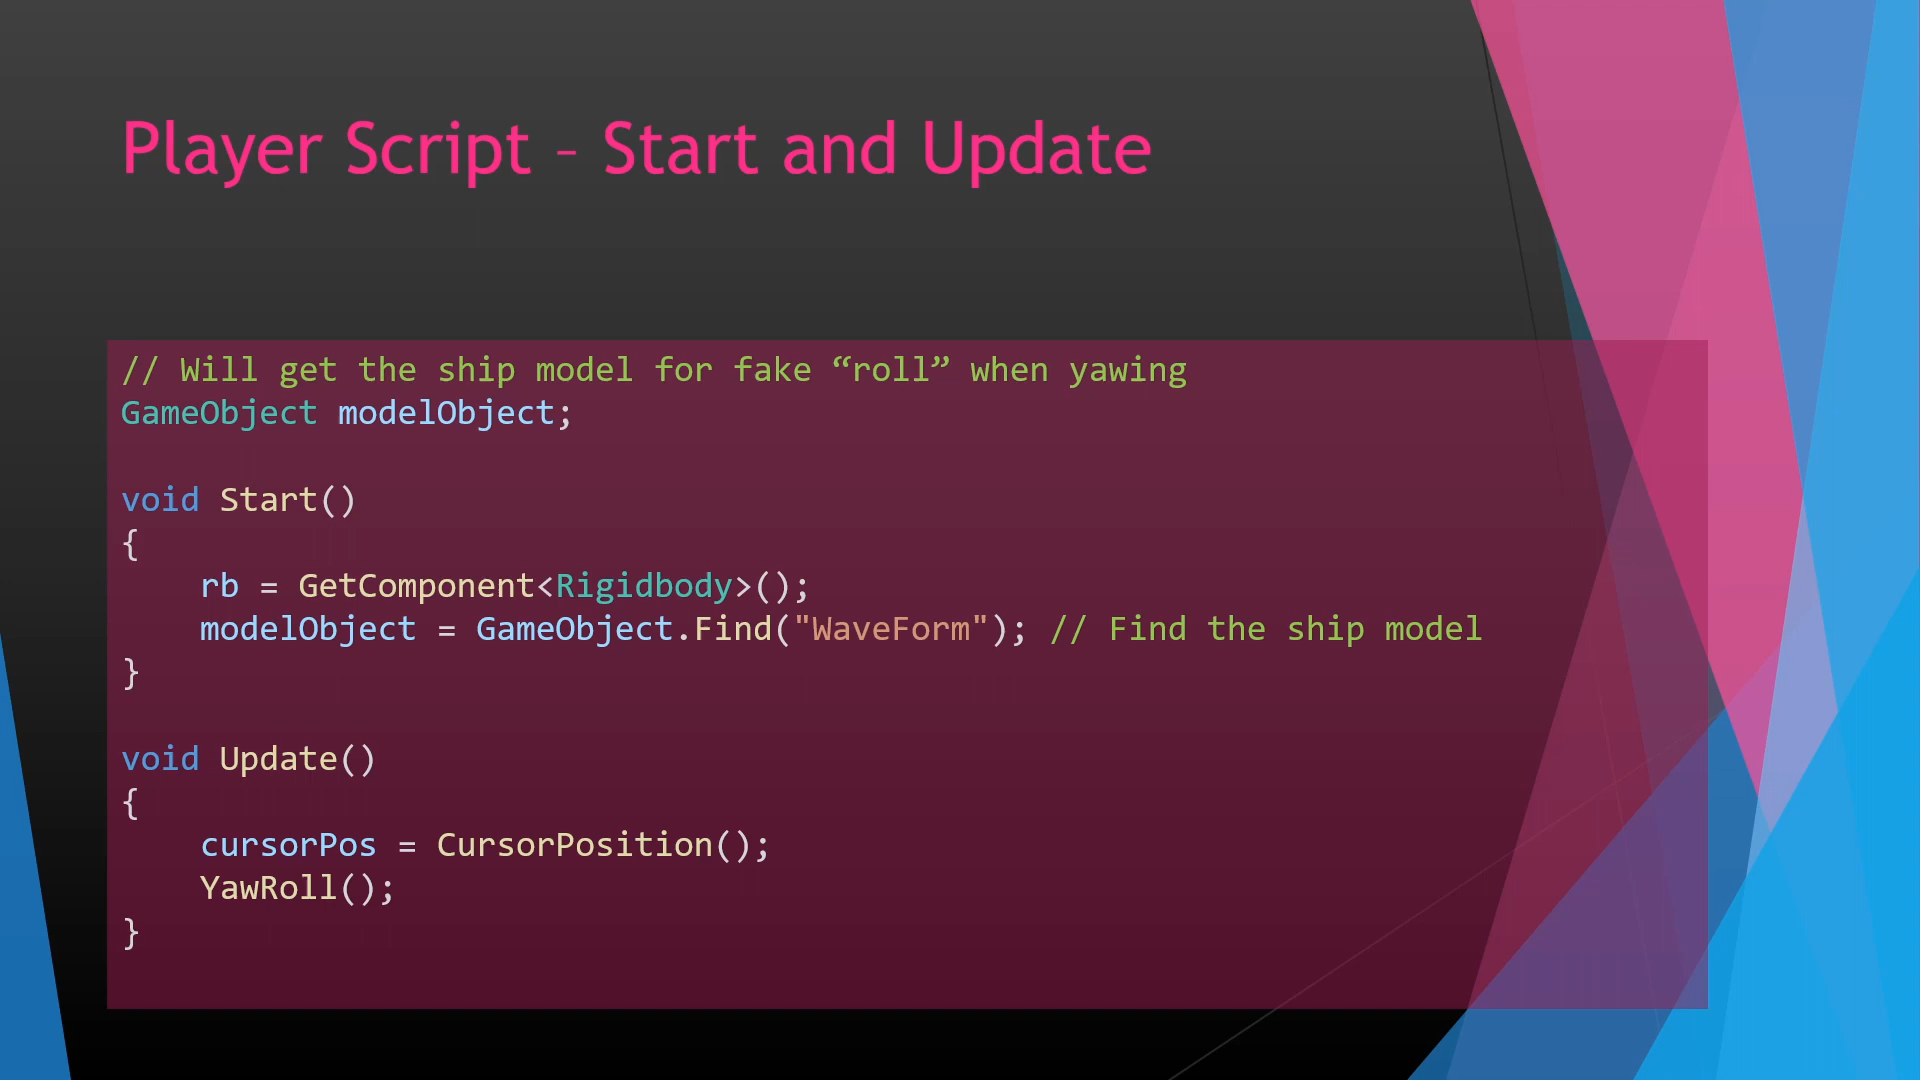 Player Script – Start and Update
// Will get the ship model for fake “roll” when yawing
GameObject modelObject;
void Start()
{
    rb = GetComponent<Rigidbody>();
    modelObject = GameObject.Find("WaveForm"); // Find the ship model
}
void Update()
{
    cursorPos = CursorPosition();
    YawRoll();
}